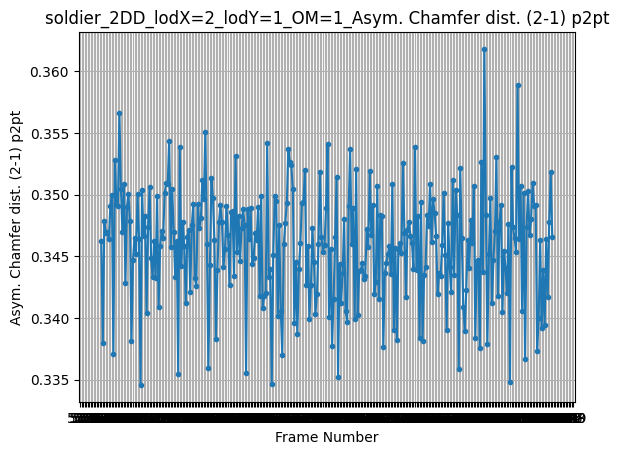 soldier_2DD_lodX=2_lodY=1_OM=1_Asym. Chamfer dist. (2-1) p2pt
Asym. Chamfer dist. (2-1) p2pt
0.360
0.355
0.350
0.345
0.340
0.335
Frame Number